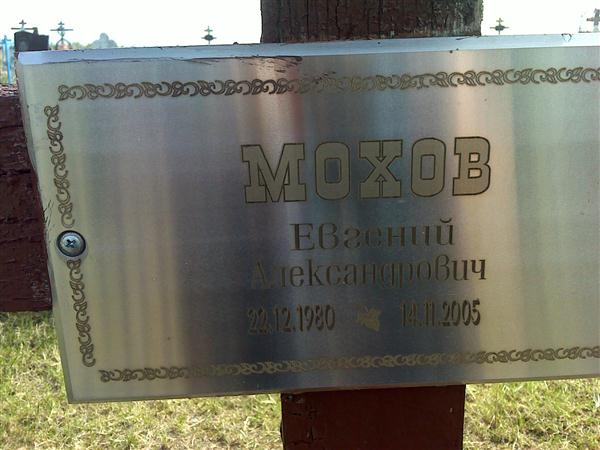 МОХОВ
Евгений
Александрович
22.12.1980 14.11.2005